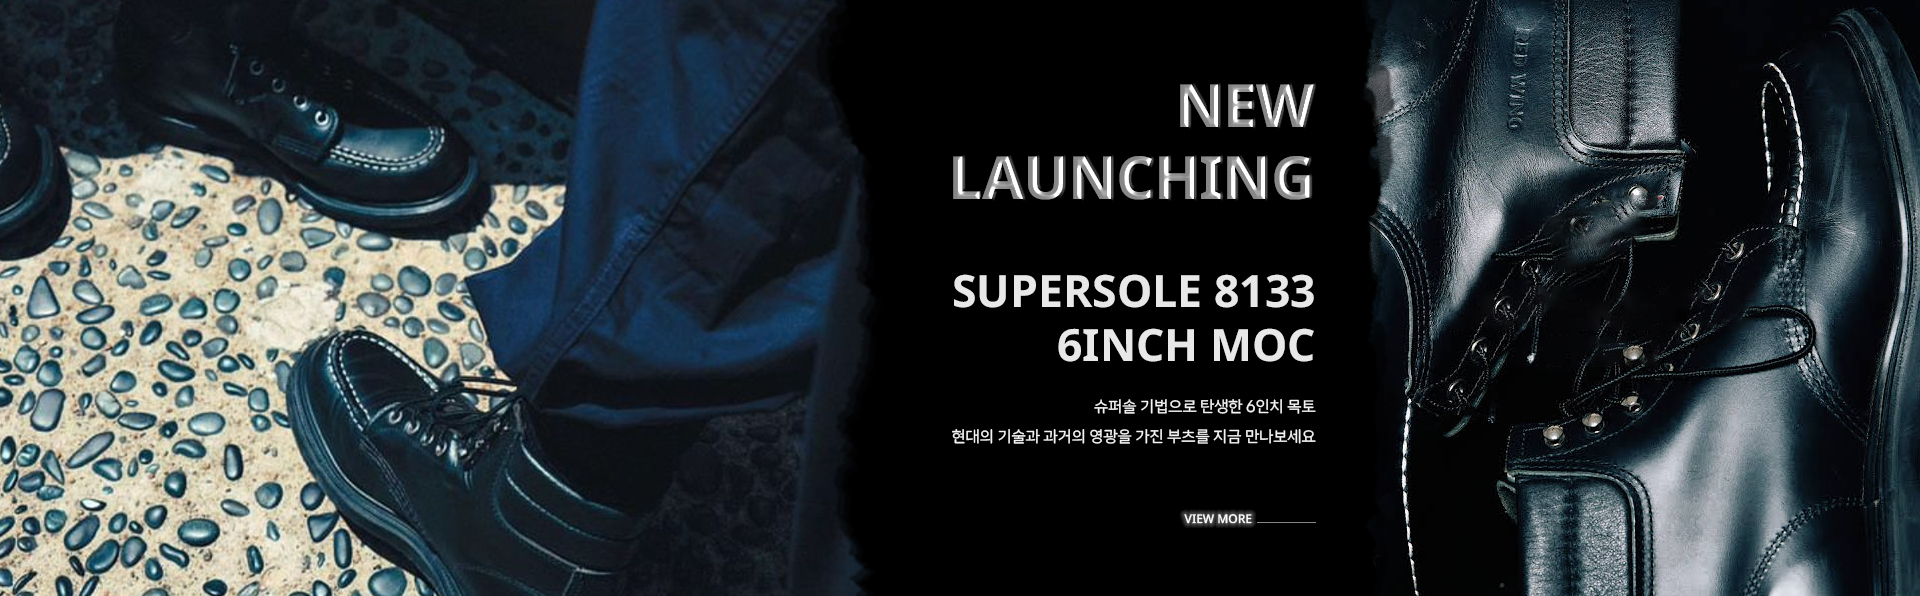 NEW
LAUNCHING
SUPERSOLE 8133
6INCH MOC
슈퍼솔 기법으로 탄생한 6인치 목토
현대의 기술과 과거의 영광을 가진 부츠를 지금 만나보세요
VIEW MORE
RED WING